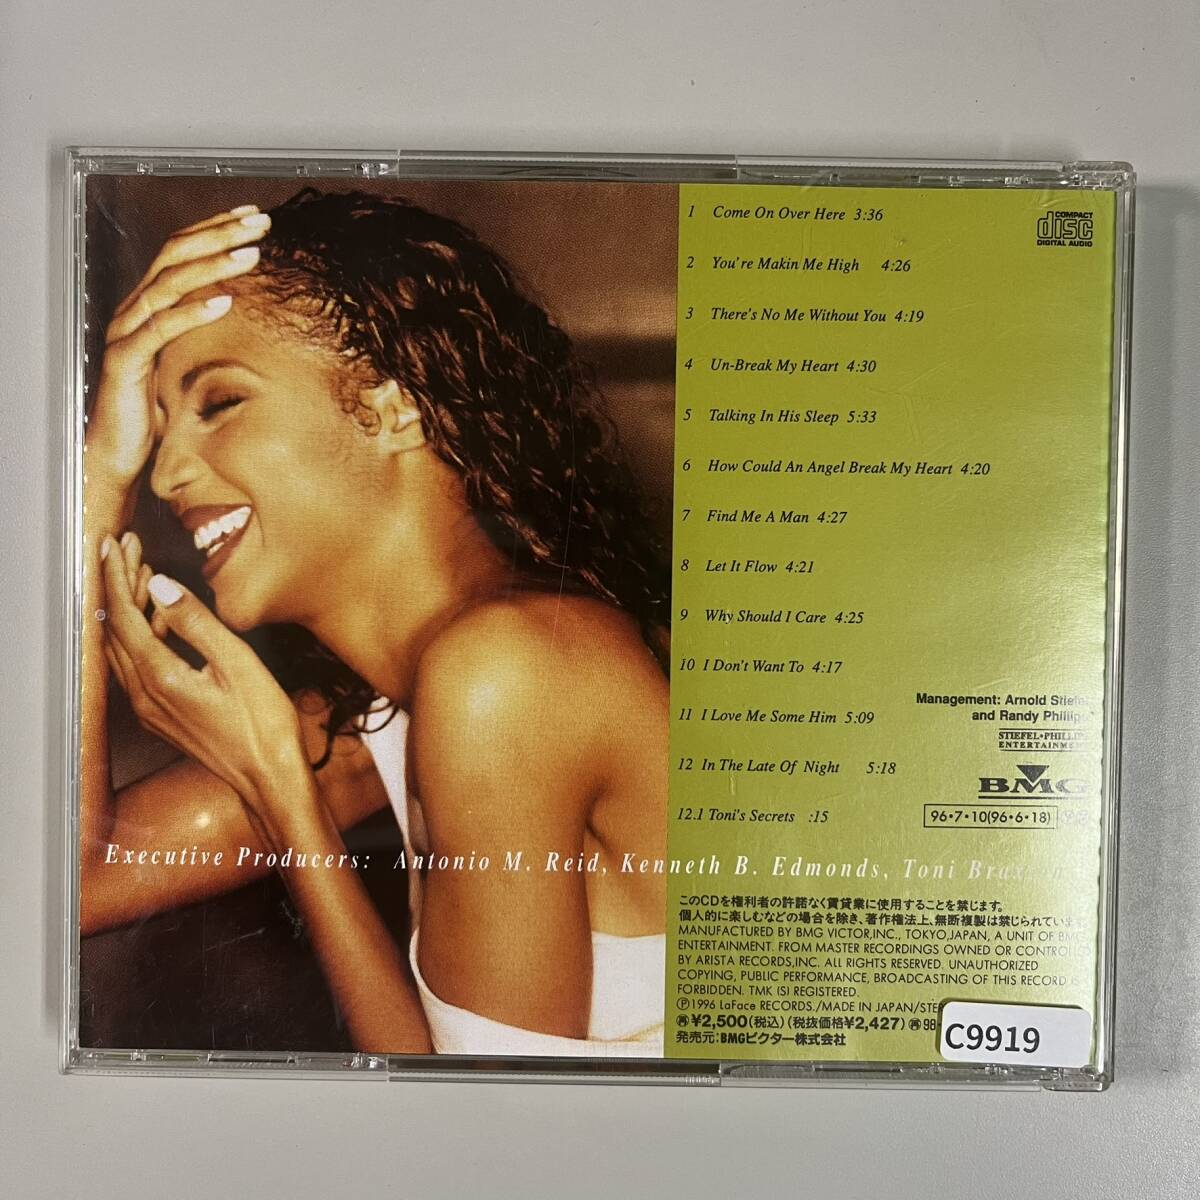 1 Come On Over Here 3:36
2 You're Makin Me High 4:26
3 There's No Me Without You 4:19
4 Un-Break My Heart 4:30
5 Talking In His Sleep 5:33
6 How Could An Angel Break My Heart 4:20
7 Find Me A Man 4:27
8 Let It Flow 4:21
9 Why Should I Care 4:25
10 I Don't Want To 4:17
11 I Love Me Some Him 5:09
12 In The Late Of Night 5:18
12.1 Toni's Secrets :15
COMPACT
disc
DIGITAL AUDIO
Management: Arnold
and Randy
ENTERTAINMENT
BMG
96・7・10(96・6・18)
Executive Producers: Antonio M. Reid, Kenneth B. Edmonds, Toni
このCDを権利者の許諾なく賃貸業に使用することを禁じます。
個人的に楽しむなどの場合を除き、著作権法上、無断複製は禁じられています
MANUFACTURED BY BMG VICTOR,INC., TOKYO,JAPAN, A UNIT OF BMG
ENTERTAINMENT. FROM MASTER RECORDINGS OWNED OR
BY ARISTA RECORDS,INC. ALL RIGHTS RESERVED. UNAUTHORIZED
COPYING, PUBLIC PERFORMANCE, BROADCASTING OF THIS RECORD
FORBIDDEN. TMK (S) REGISTERED.
Ⓟ1996 LaFace RECORDS./MADE IN JAPAN/
再¥2,500(税込)(税抜価格¥2,427)再98-
発売元:BMGビクター株式会社
C9919